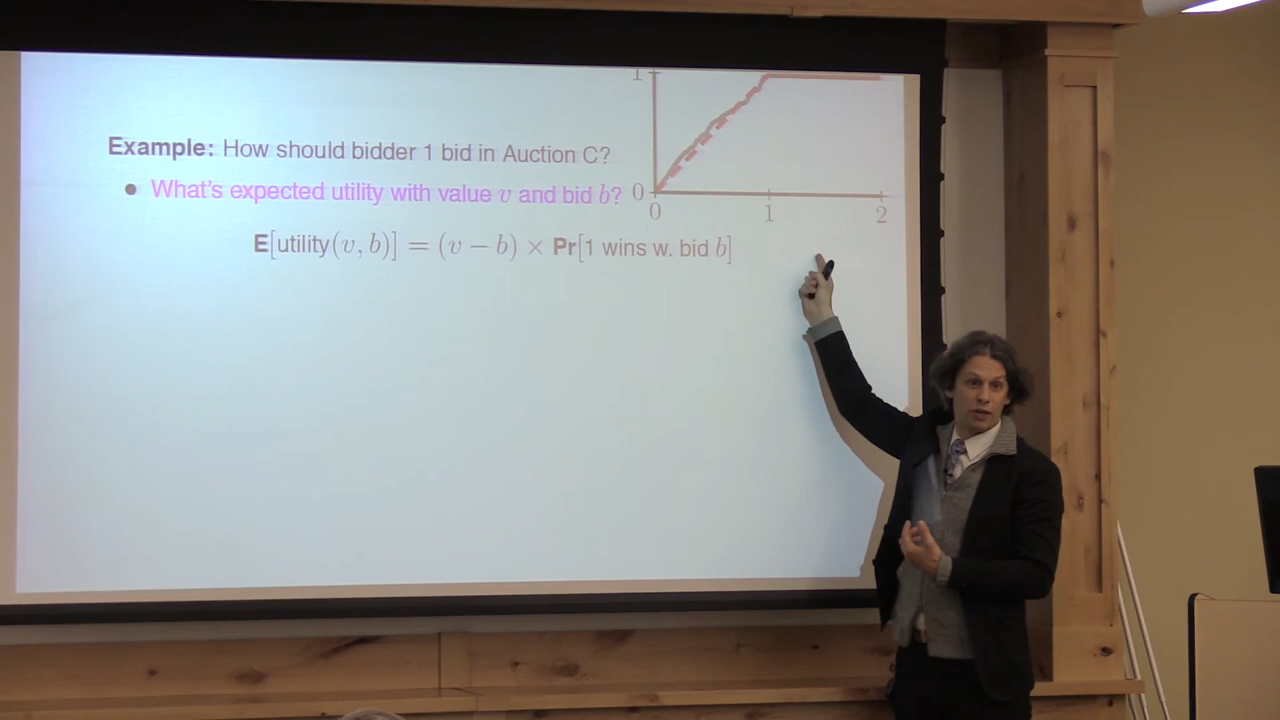 1
Example: How should bidder 1 bid in Auction C?
• What's expected utility with value v and bid b?
0
0 1 2
E[utility(v, b)] = (v − b) × Pr[1 wins w. bid b]